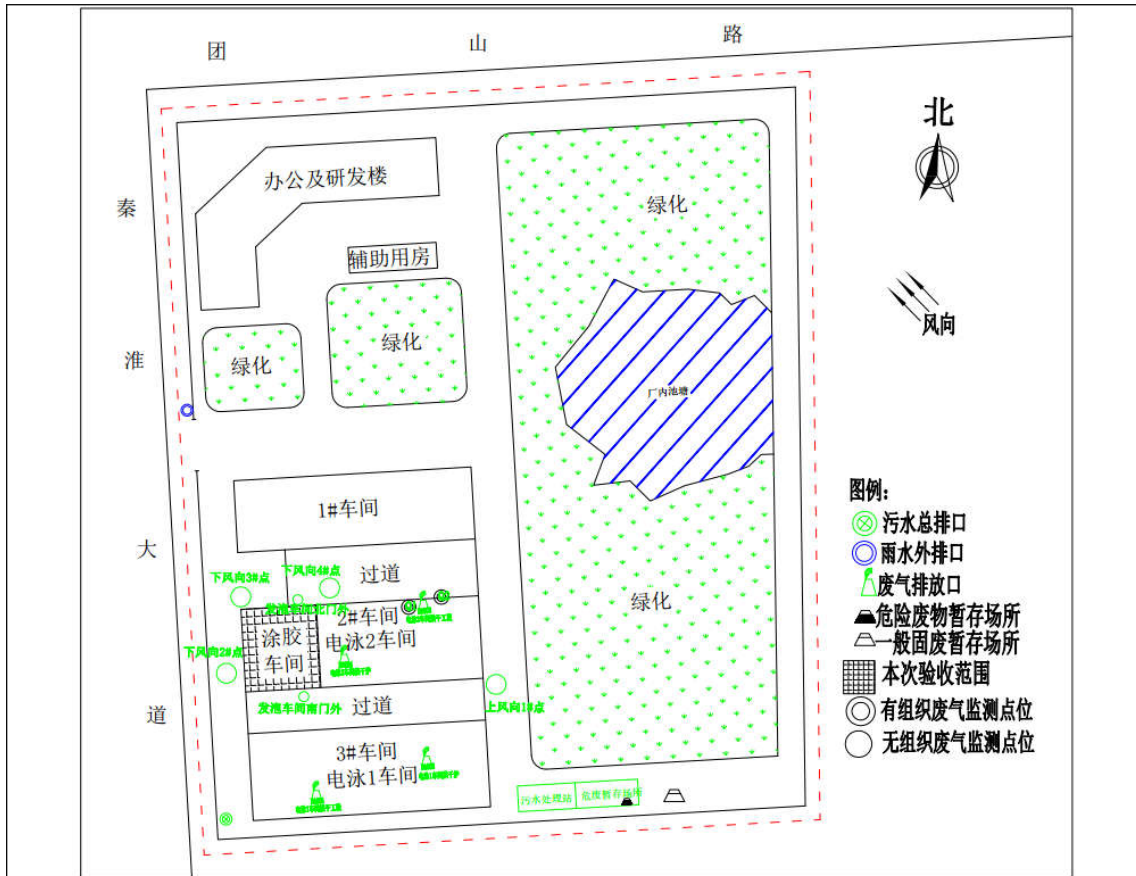 团山路
北
办公及研发楼
绿化
秦淮大道
辅助用房
风向
绿化
绿化
厂内池塘
1#车间
图例：
污水总排口
雨水外排口
废气排放口
危险废物暂存场所
一般固废暂存场所
本次验收范围
有组织废气监测点位
无组织废气监测点位
下风向3#点
下风向4#点
过道
绿化
2#车间
电泳2车间
涂胶
车间
下风向2#点
上风向1#点
发泡车间南门外
过道
3#车间
电泳1车间
污水处理站
危废暂存场所